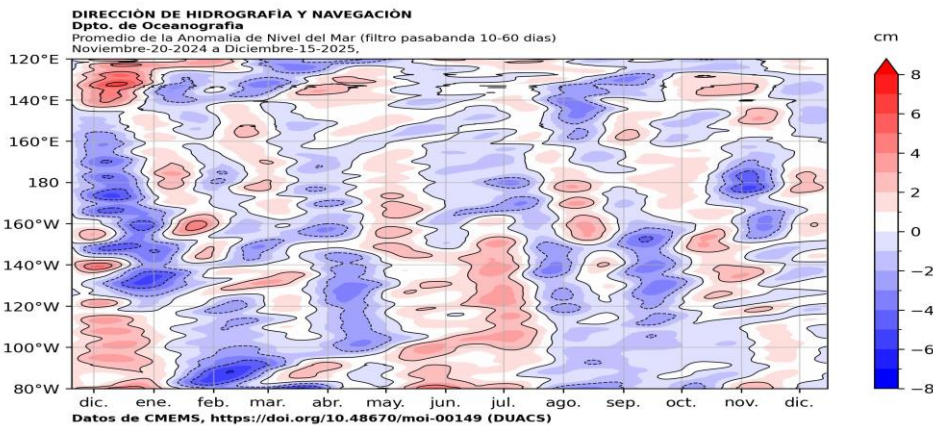 DIRECCIÒN DE HIDROGRAFÌA Y NAVEGACIÒN
Dpto. de Oceanografia
Promedio de la Anomalia de Nivel del Mar (filtro pasabanda 10-60 dias)
Noviembre-20-2024 a Diciembre-15-2025,
cm
120°E
140°E
160°E
180
160°W
140°W
120°W
100°W
80°W
8
6
4
2
0
−2
−4
−6
−8
dic. ene. feb. mar. abr. may. jun. jul. ago. sep. oct. nov. dic.
Datos de CMEMS, https://doi.org/10.48670/moi-00149 (DUACS)